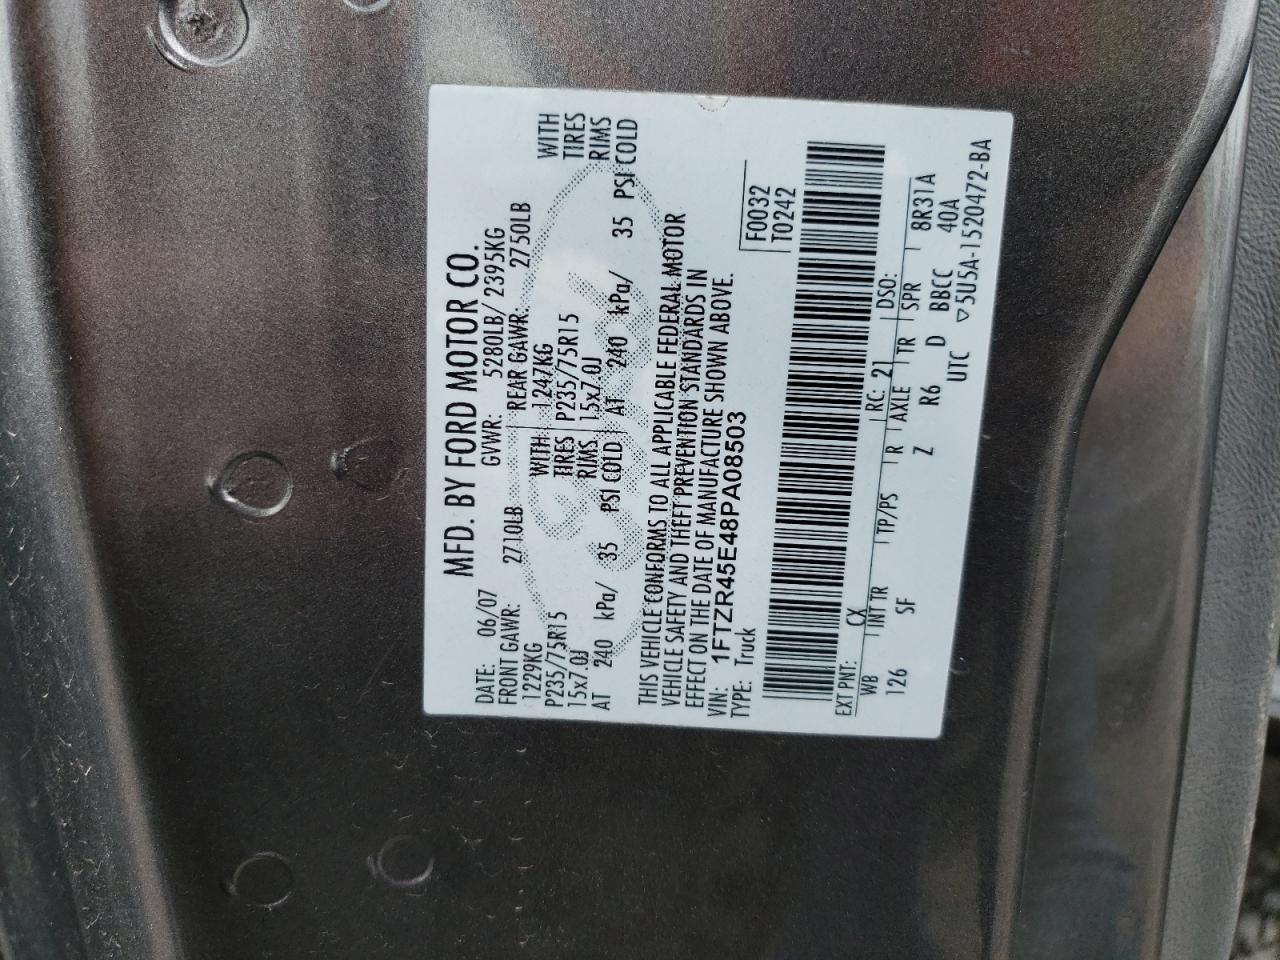 MFD. BY FORD MOTOR CO.
DATE: 06/07 GVWR: 5280LB/ 2395KG
FRONT GAWR: 2710LB REAR GAWR: 2750LB
1229KG WITH 1247KG WITH
P235/75R15 TIRES P235/75R15 TIRES
15x7.0J RIMS 15x7.0J RIMS
AT 240 kPa/ 35 PSI COLD AT 240 kPa/ 35 PSI COLD
THIS VEHICLE CONFORMS TO ALL APPLICABLE FEDERAL MOTOR
VEHICLE SAFETY AND THEFT PREVENTION STANDARDS IN
EFFECT ON THE DATE OF MANUFACTURE SHOWN ABOVE.
VIN: 1FTZR45E48PA08503 F0032
TYPE: Truck T0242
EXT PNT: CX RC: 21 DSO:
WB INT TR TP/PS R AXLE TR SPR 8R31A
126 SF Z R6 D BBCC 40A
UTC ▽5U5A-1520472-BA